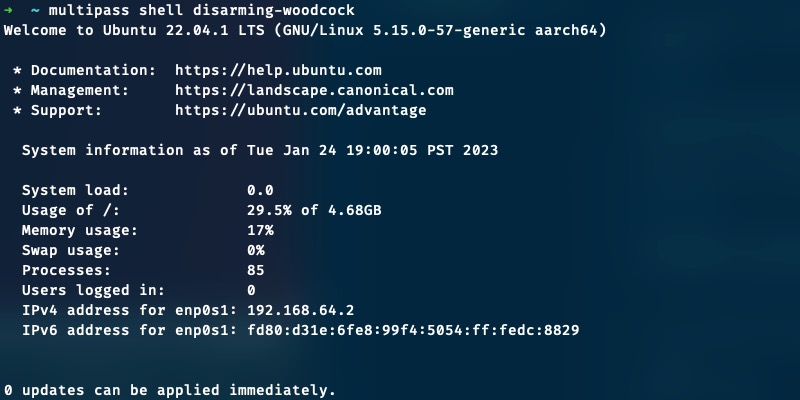 ➜  ~ multipass shell disarming-woodcock
Welcome to Ubuntu 22.04.1 LTS (GNU/Linux 5.15.0-57-generic aarch64)
* Documentation:  https://help.ubuntu.com
* Management:     https://landscape.canonical.com
* Support:        https://ubuntu.com/advantage
System information as of Tue Jan 24 19:00:05 PST 2023
System load:             0.0
Usage of /:              29.5% of 4.68GB
Memory usage:            17%
Swap usage:              0%
Processes:               85
Users logged in:         0
IPv4 address for enp0s1: 192.168.64.2
IPv6 address for enp0s1: fd80:d31e:6fe8:99f4:5054:ff:fedc:8829
0 updates can be applied immediately.